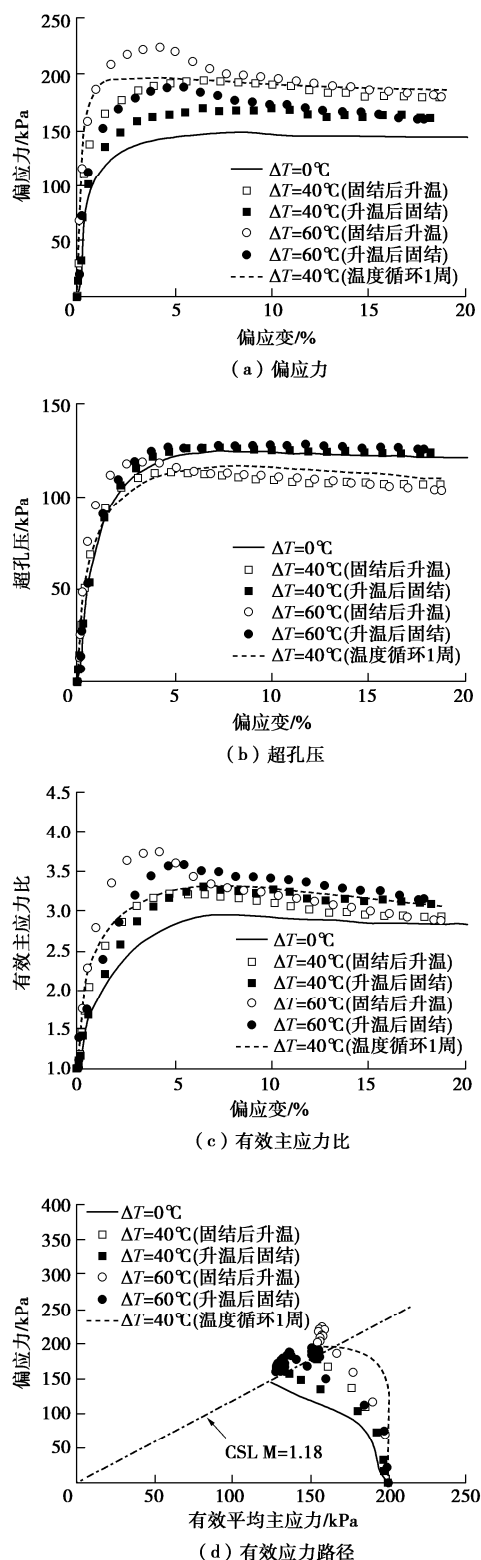 250
200
150
100
50
0
偏应力/kPa
ΔT=0℃
ΔT=40℃(固结后升温)
ΔT=40℃(升温后固结)
ΔT=60℃(固结后升温)
ΔT=60℃(升温后固结)
ΔT=40℃(温度循环1周)
5 10 15 20
偏应变/%
(a)偏应力
150
100
50
0
超孔压/kPa
ΔT=0℃
ΔT=40℃(固结后升温)
ΔT=40℃(升温后固结)
ΔT=60℃(固结后升温)
ΔT=60℃(升温后固结)
ΔT=40℃(温度循环1周)
5 10 15 20
偏应变/%
(b)超孔压
4.5
4.0
3.5
3.0
2.5
2.0
1.5
1.0
有效主应力比
ΔT=0℃
ΔT=40℃(固结后升温)
ΔT=40℃(升温后固结)
ΔT=60℃(固结后升温)
ΔT=60℃(升温后固结)
ΔT=40℃(温度循环1周)
0 5 10 15 20
偏应变/%
(c)有效主应力比
400
350
300
250
200
150
100
50
0
偏应力/kPa
ΔT=0℃
ΔT=40℃(固结后升温)
ΔT=40℃(升温后固结)
ΔT=60℃(固结后升温)
ΔT=60℃(升温后固结)
ΔT=40℃(温度循环1周)
CSL M=1.18
50 100 150 200 250
有效平均主应力/kPa
(d)有效应力路径